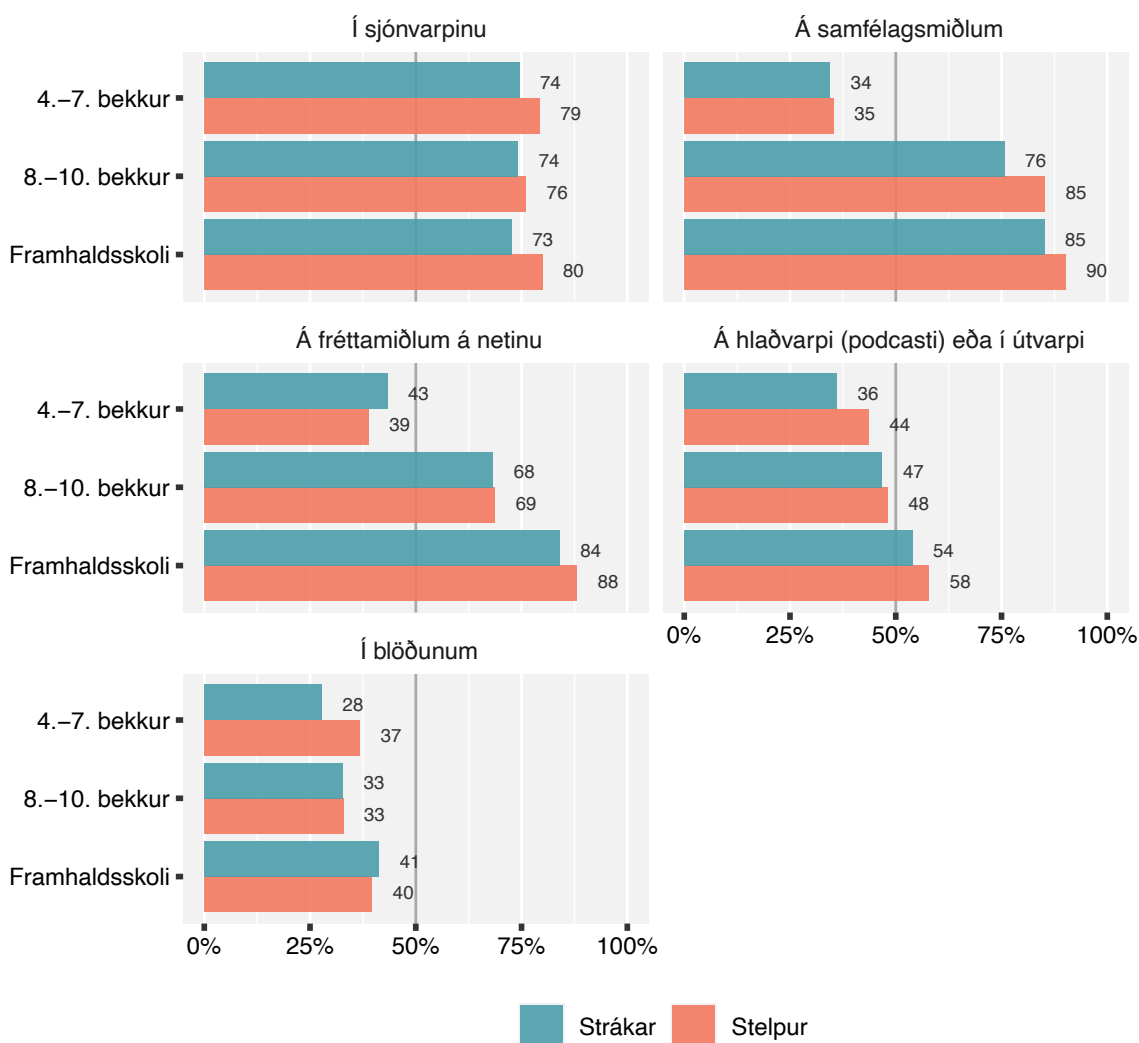 Í sjónvarpinu
4.−7. bekkur
74
79
8.−10. bekkur
74
76
Framhaldsskoli
73
80
Á samfélagsmiðlum
34
35
76
85
85
90
Á fréttamiðlum á netinu
4.−7. bekkur
43
39
8.−10. bekkur
68
69
Framhaldsskoli
84
88
Á hlaðvarpi (podcasti) eða í útvarpi
36
44
47
48
54
58
0% 25% 50% 75% 100%
Í blöðunum
4.−7. bekkur
28
37
8.−10. bekkur
33
33
Framhaldsskoli
41
40
0% 25% 50% 75% 100%
Strákar Stelpur